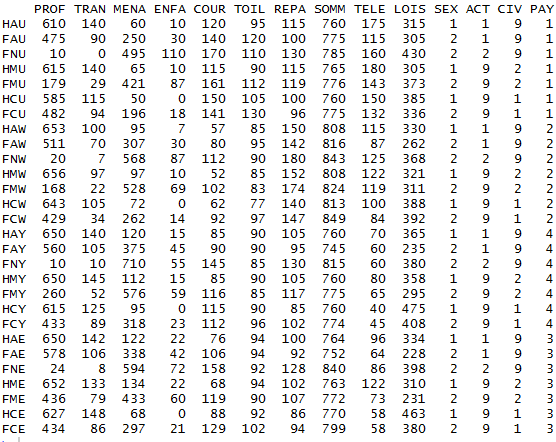 PROF TRAN MENA ENFA COUR TOIL REPA SOMM TELE LOIS SEX ACT CIV PAY
HAU 610 140 60 10 120 95 115 760 175 315 1 1 9 1
FAU 475 90 250 30 140 120 100 775 115 305 2 1 9 1
FNU 10 0 495 110 170 110 130 785 160 430 2 2 9 1
HMU 615 140 65 10 115 90 115 765 180 305 1 9 2 1
FMU 179 29 421 87 161 112 119 776 143 373 2 9 2 1
HCU 585 115 50 0 150 105 100 760 150 385 1 9 1 1
FCU 482 94 196 18 141 130 96 775 132 336 2 9 1 1
HAW 653 100 95 7 57 85 150 808 115 330 1 1 9 2
FAW 511 70 307 30 80 95 142 816 87 262 2 1 9 2
FNW 20 7 568 87 112 90 180 843 125 368 2 2 9 2
HMW 656 97 97 10 52 85 152 808 122 321 1 9 2 2
FMW 168 22 528 69 102 83 174 824 119 311 2 9 2 2
HCW 643 105 72 0 62 77 140 813 100 388 1 9 1 2
FCW 429 34 262 14 92 97 147 849 84 392 2 9 1 2
HAY 650 140 120 15 85 90 105 760 70 365 1 1 9 4
FAY 560 105 375 45 90 90 95 745 60 235 2 1 9 4
FNY 10 10 710 55 145 85 130 815 60 380 2 2 9 4
HMY 650 145 112 15 85 90 105 760 80 358 1 9 2 4
FMY 260 52 576 59 116 85 117 775 65 295 2 9 2 4
HCY 615 125 95 0 115 90 85 760 40 475 1 9 1 4
FCY 433 89 318 23 112 96 102 774 45 408 2 9 1 4
HAE 650 142 122 22 76 94 100 764 96 334 1 1 9 3
FAE 578 106 338 42 106 94 92 752 64 228 2 1 9 3
FNE 24 8 594 72 158 92 128 840 86 398 2 2 9 3
HME 652 133 134 22 68 94 102 763 122 310 1 9 2 3
FME 436 79 433 60 119 90 107 772 73 231 2 9 2 3
HCE 627 148 68 0 88 92 86 770 58 463 1 9 1 3
FCE 434 86 297 21 129 102 94 799 58 380 2 9 1 3